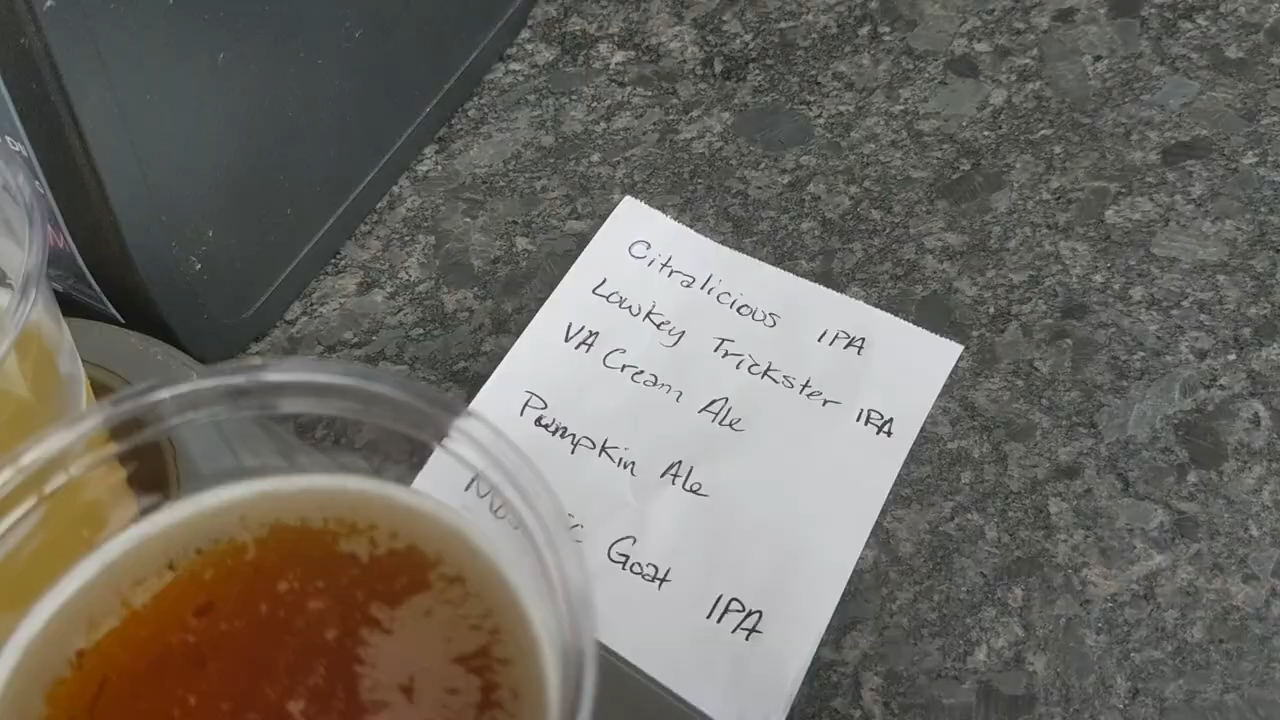 Citralicious IPA
Lowkey Trickster IPA
VA Cream Ale
Pumpkin Ale
Goat IPA